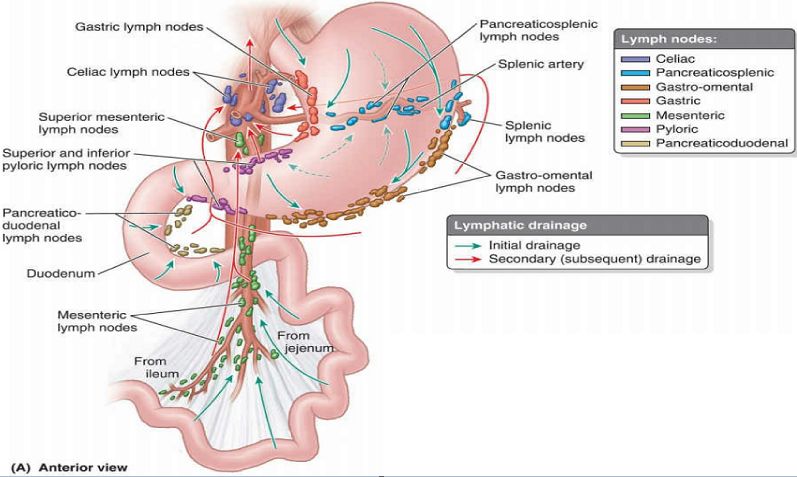 Gastric lymph nodes
Celiac lymph nodes
Superior mesenteric
lymph nodes
Superior and inferior
pyloric lymph nodes
Pancreatico-
duodenal
lymph nodes
Duodenum
Mesenteric
lymph nodes
From
ileum
From
jejenum
Pancreaticosplenic
lymph nodes
Splenic artery
Splenic
lymph nodes
Gastro-omental
lymph nodes
Lymph nodes:
Celiac
Pancreaticosplenic
Gastro-omental
Gastric
Mesenteric
Pyloric
Pancreaticoduodenal
Lymphatic drainage
Initial drainage
Secondary (subsequent) drainage
(A) Anterior view